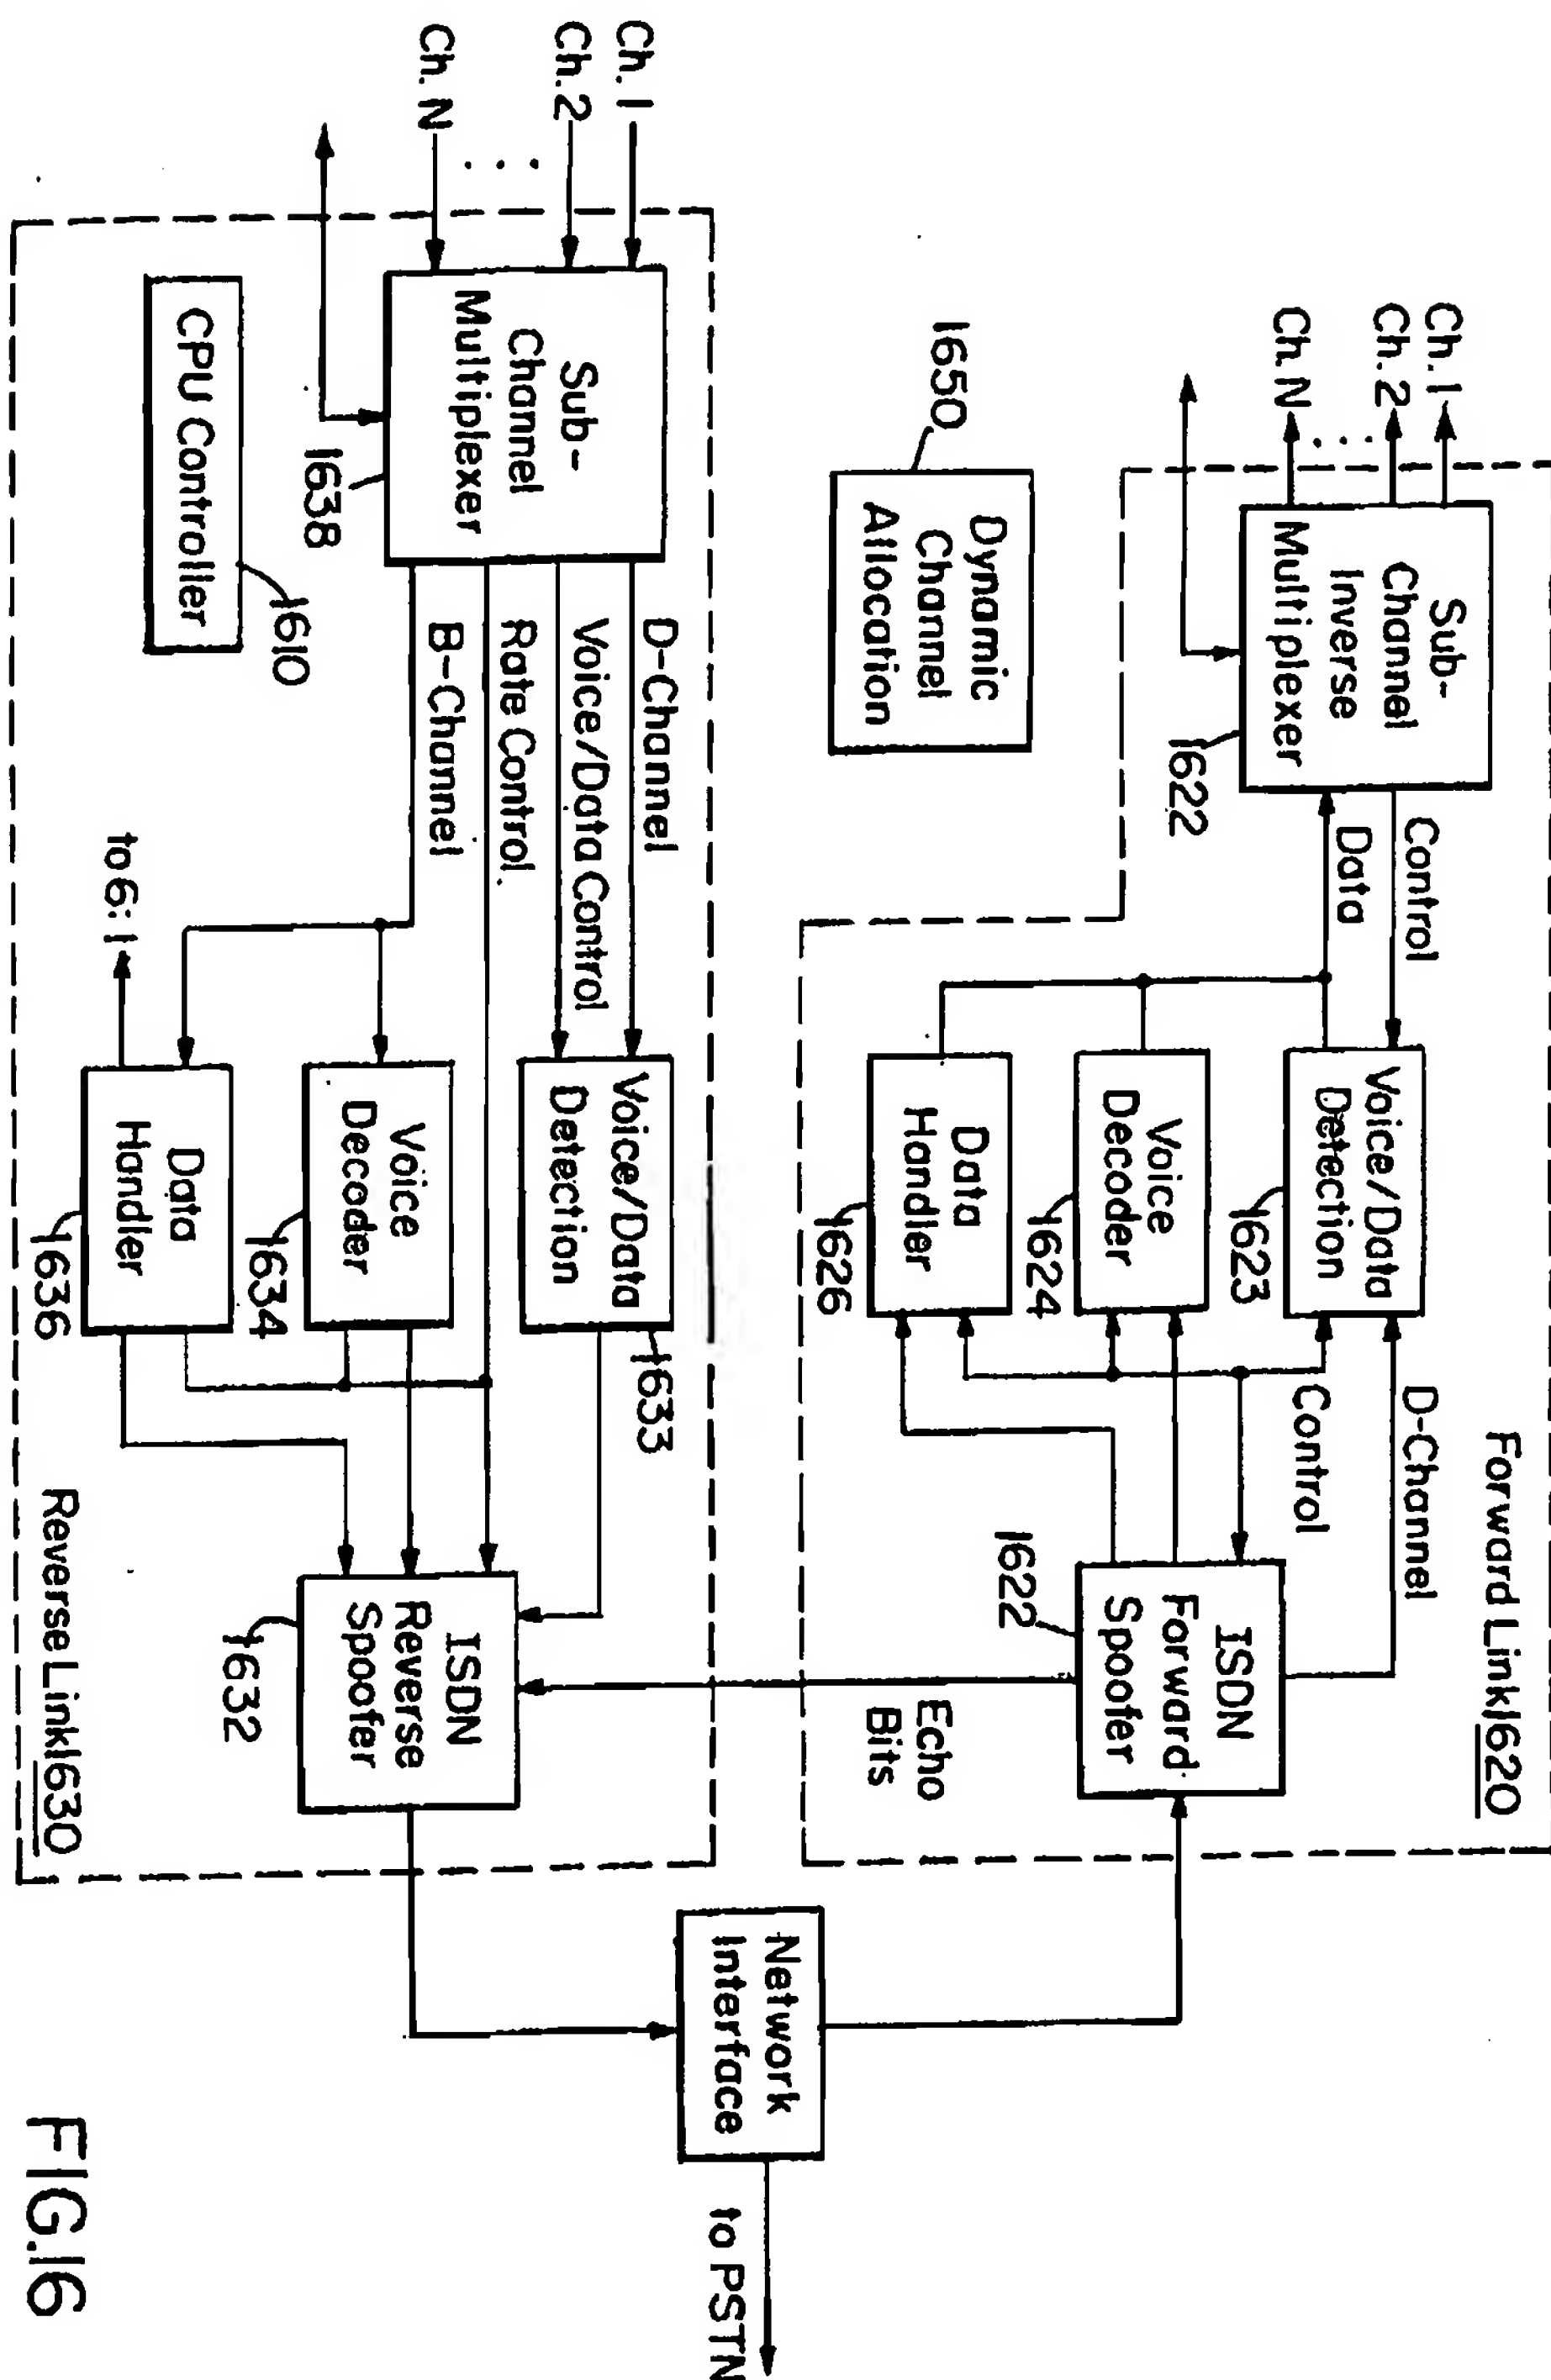 Forward Link 1620
Ch. 1
Ch. 2
Ch. N
Sub-
Channel
Inverse
Multiplexer
1622
Control
Data
Voice/Data
Detection
1623
Voice
Decoder
1624
Data
Handler
1626
D-Channel
Control
ISDN
Forward
Spoofer
1622
Echo
Bits
1650
Dynamic
Channel
Allocation
Network
Interface
to PSTN
Ch. 1
Ch. 2
Ch. N
Sub-
Channel
Multiplexer
1638
D-Channel
Voice/Data Control
Rate Control
B-Channel
Voice/Data
Detection
1633
Voice
Decoder
1634
Data
Handler
1636
to 6:1
ISDN
Reverse
Spoofer
1632
CPU Controller
1610
Reverse Link 1630
FIG.16